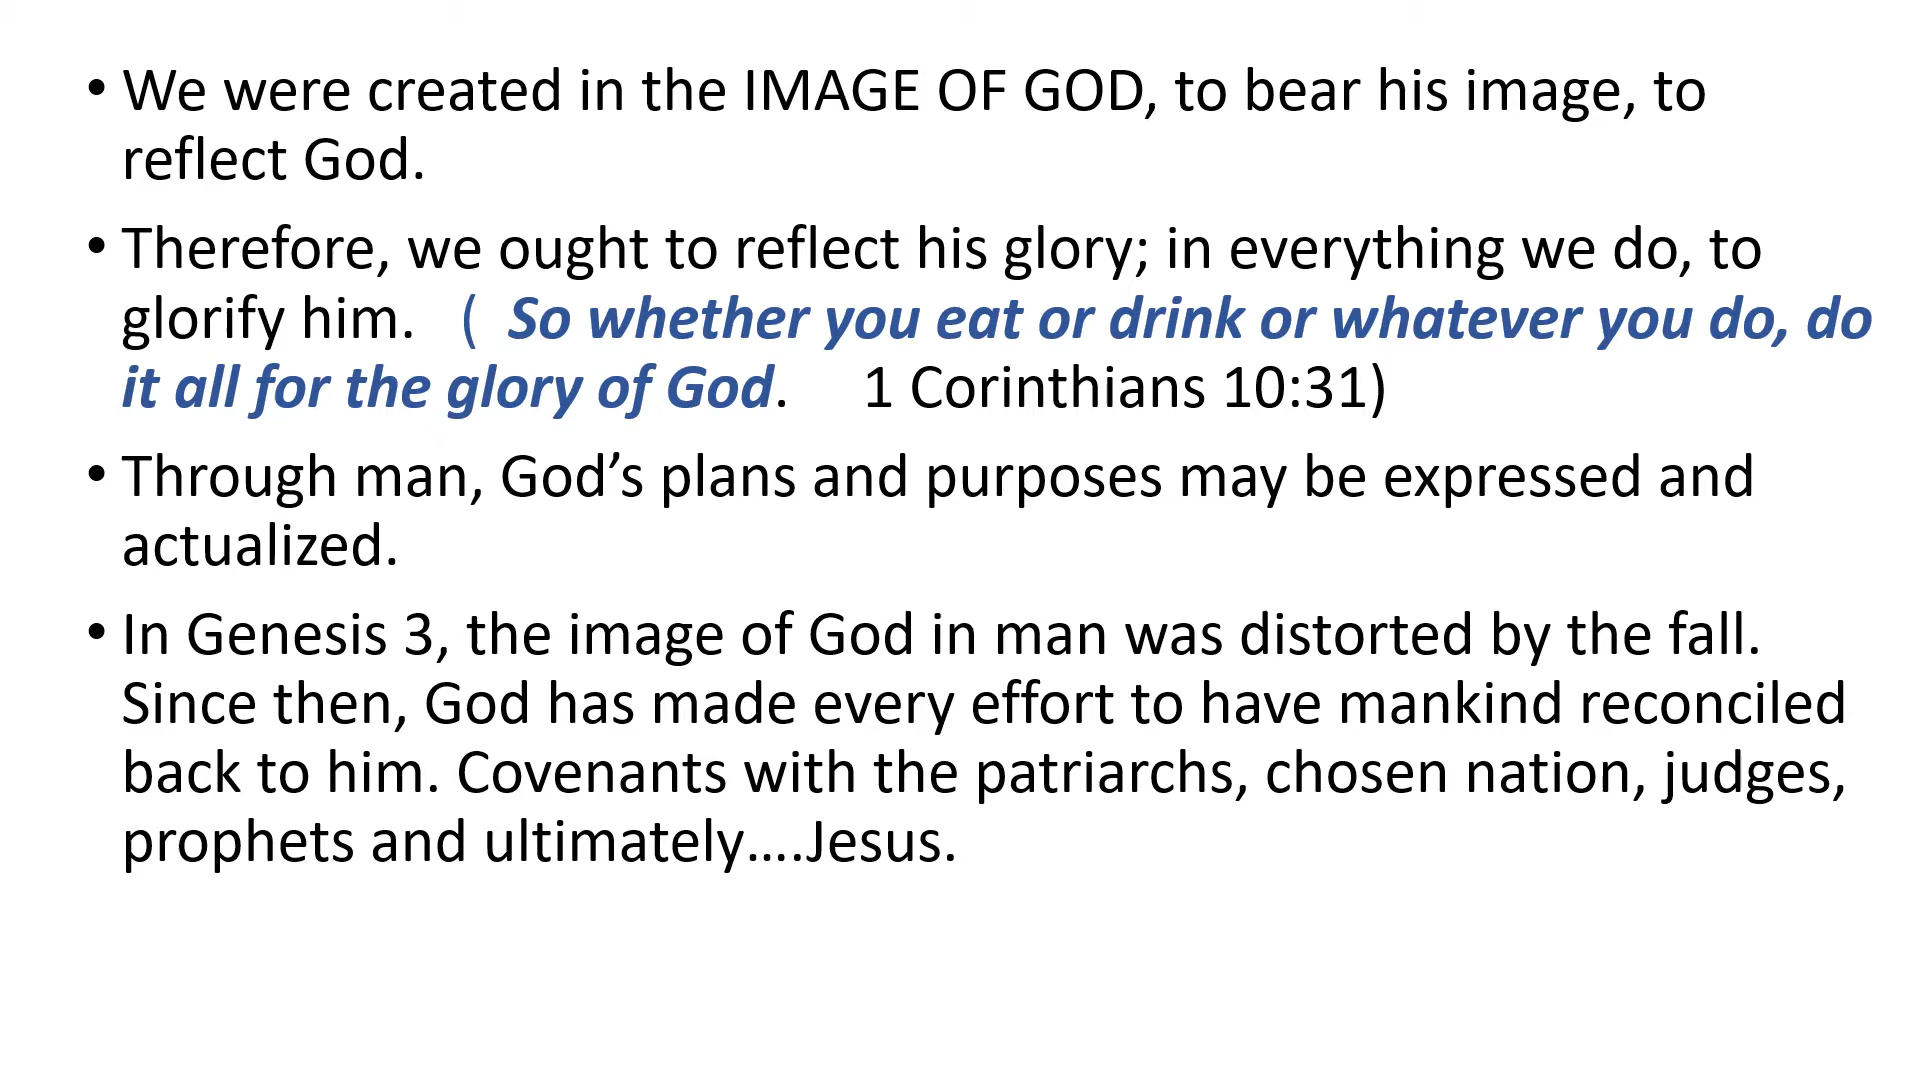 • We were created in the IMAGE OF GOD, to bear his image, to
reflect God.
• Therefore, we ought to reflect his glory; in everything we do, to
glorify him. ( So whether you eat or drink or whatever you do, do
it all for the glory of God. 1 Corinthians 10:31)
• Through man, God’s plans and purposes may be expressed and
actualized.
• In Genesis 3, the image of God in man was distorted by the fall.
Since then, God has made every effort to have mankind reconciled
back to him. Covenants with the patriarchs, chosen nation, judges,
prophets and ultimately….Jesus.